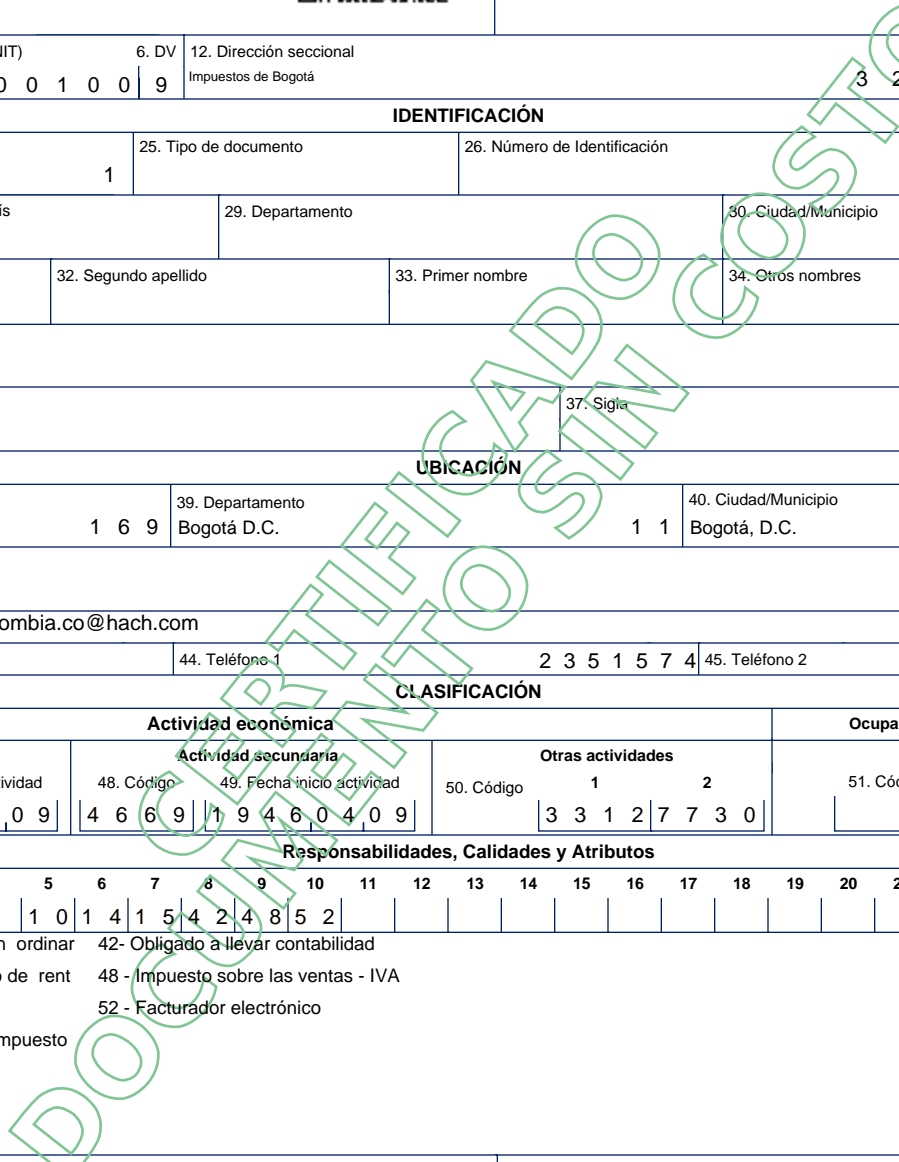 NIT) 6. DV 12. Dirección seccional
0 0 1 0 0 9 Impuestos de Bogotá 3 2
IDENTIFICACIÓN
25. Tipo de documento 26. Número de Identificación
1
ís 29. Departamento 30. Ciudad/Municipio
32. Segundo apellido 33. Primer nombre 34. Otros nombres
37. Sigla
UBICACIÓN
39. Departamento 40. Ciudad/Municipio
1 6 9 Bogotá D.C. 1 1 Bogotá, D.C.
ombia.co@hach.com
44. Teléfono 1 2 3 5 1 5 7 4 45. Teléfono 2
CLASIFICACIÓN
Actividad económica Ocupa
Actividad secundaria Otras actividades
tividad 48. Código 49. Fecha inicio actividad 50. Código 1 2 51. Cód
0 9 4 6 6 9 1 9 4 6 0 4 0 9 3 3 1 2 7 7 3 0
Responsabilidades, Calidades y Atributos
5 6 7 8 9 10 11 12 13 14 15 16 17 18 19 20 2
1 0 1 4 1 5 4 2 4 8 5 2
n ordinar 42- Obligado a llevar contabilidad
o de rent 48 - Impuesto sobre las ventas - IVA
52 - Facturador electrónico
mpuesto
CERTIFICADO
DOCUMENTO SIN COSTO